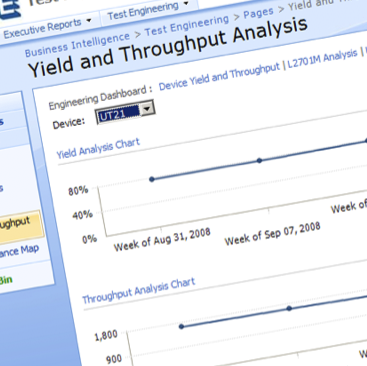 Executive Reports
Test Engineering
Business Intelligence > Test Engineering > Pages > Yield and
Yield and Throughput Analysis
Engineering Dashboard : Device Yield and Throughput | L2701M Analysis |
Device: UT21
Yield Analysis Chart
80%
40%
0%
Week of Aug 31, 2008
Week of Sep 07, 2008
Week of
ughput
ance Map
Bin
Throughput Analysis Chart
1,800
900